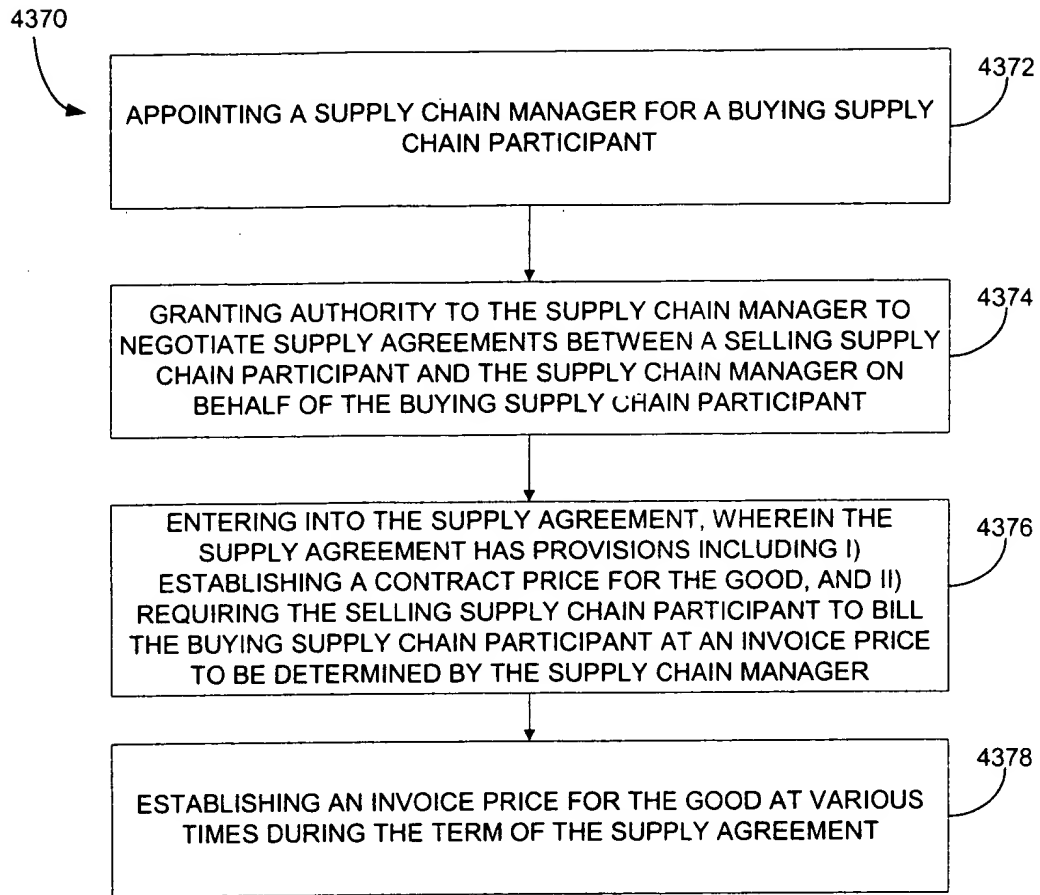 4370
4372
APPOINTING A SUPPLY CHAIN MANAGER FOR A BUYING SUPPLY
CHAIN PARTICIPANT
4374
GRANTING AUTHORITY TO THE SUPPLY CHAIN MANAGER TO
NEGOTIATE SUPPLY AGREEMENTS BETWEEN A SELLING SUPPLY
CHAIN PARTICIPANT AND THE SUPPLY CHAIN MANAGER ON
BEHALF OF THE BUYING SUPPLY CHAIN PARTICIPANT
4376
ENTERING INTO THE SUPPLY AGREEMENT, WHEREIN THE
SUPPLY AGREEMENT HAS PROVISIONS INCLUDING I)
ESTABLISHING A CONTRACT PRICE FOR THE GOOD, AND II)
REQUIRING THE SELLING SUPPLY CHAIN PARTICIPANT TO BILL
THE BUYING SUPPLY CHAIN PARTICIPANT AT AN INVOICE PRICE
TO BE DETERMINED BY THE SUPPLY CHAIN MANAGER
4378
ESTABLISHING AN INVOICE PRICE FOR THE GOOD AT VARIOUS
TIMES DURING THE TERM OF THE SUPPLY AGREEMENT